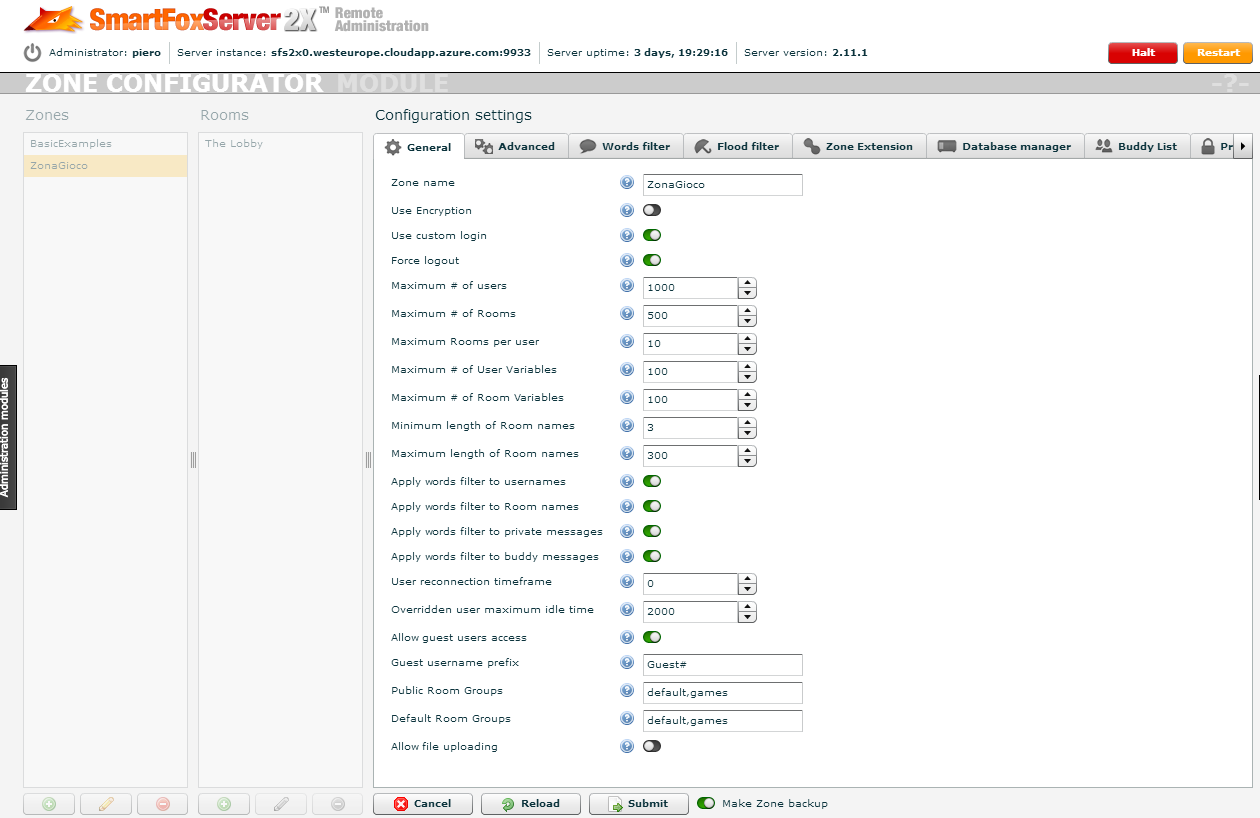 SmartFoxServer 2X™ Remote
Administration
Administrator: piero Server instance: sfs2x0.westeurope.cloudapp.azure.com:9933 Server uptime: 3 days, 19:29:16 Server version: 2.11.1 Halt Restart
ZONE CONFIGURATOR MODULE -?-
Zones Rooms Configuration settings
BasicExamples The Lobby
ZonaGioco
General Advanced Words filter Flood filter Zone Extension Database manager Buddy List Pr
Zone name ZonaGioco
Use Encryption
Use custom login
Force logout
Maximum # of users 1000
Maximum # of Rooms 500
Maximum Rooms per user 10
Maximum # of User Variables 100
Maximum # of Room Variables 100
Minimum length of Room names 3
Maximum length of Room names 300
Apply words filter to usernames
Apply words filter to Room names
Apply words filter to private messages
Apply words filter to buddy messages
User reconnection timeframe 0
Overridden user maximum idle time 2000
Allow guest users access
Guest username prefix Guest#
Public Room Groups default,games
Default Room Groups default,games
Allow file uploading
Administration modules
Cancel Reload Submit Make Zone backup